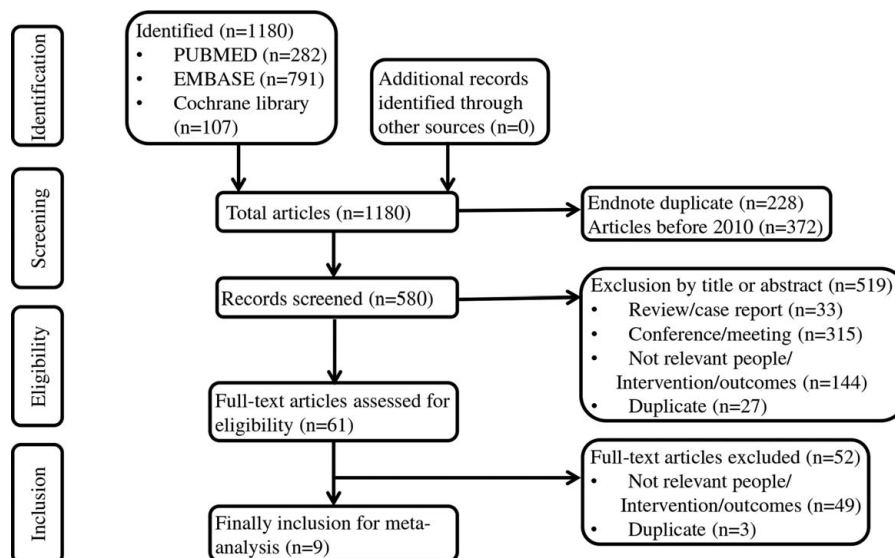 Identification
Identified (n=1180)
• PUBMED (n=282)
• EMBASE (n=791)
• Cochrane library
(n=107)
Additional records
identified through
other sources (n=0)
Screening
Total articles (n=1180)
Endnote duplicate (n=228)
Articles before 2010 (n=372)
Records screened (n=580)
Exclusion by title or abstract (n=519)
• Review/case report (n=33)
• Conference/meeting (n=315)
• Not relevant people/
Intervention/outcomes (n=144)
• Duplicate (n=27)
Eligibility
Full-text articles assessed for
eligibility (n=61)
Full-text articles excluded (n=52)
• Not relevant people/
Intervention/outcomes (n=49)
• Duplicate (n=3)
Inclusion
Finally inclusion for meta-
analysis (n=9)